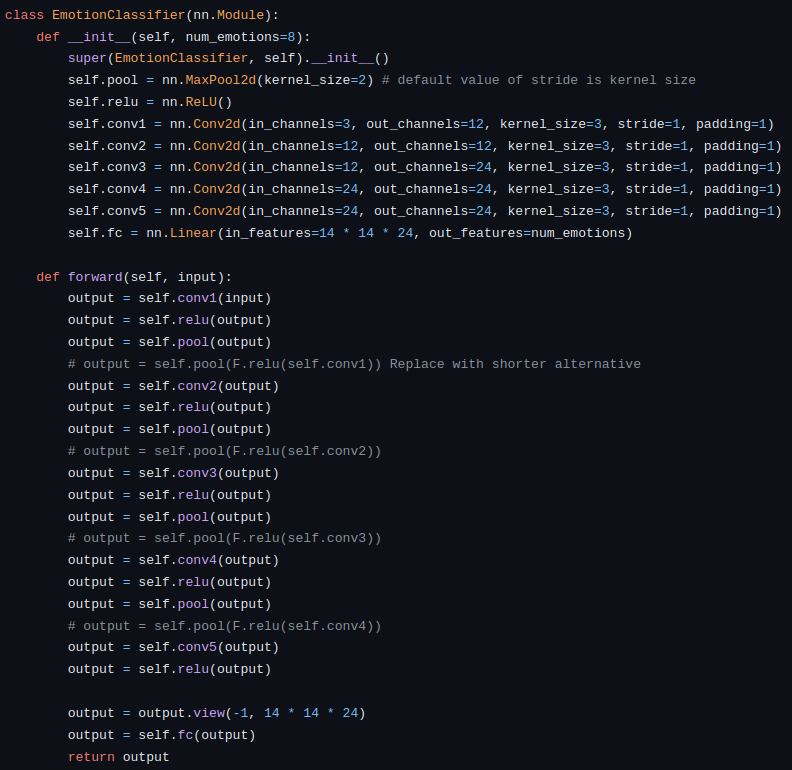 class EmotionClassifier(nn.Module):
    def __init__(self, num_emotions=8):
        super(EmotionClassifier, self).__init__()
        self.pool = nn.MaxPool2d(kernel_size=2) # default value of stride is kernel size
        self.relu = nn.ReLU()
        self.conv1 = nn.Conv2d(in_channels=3, out_channels=12, kernel_size=3, stride=1, padding=1)
        self.conv2 = nn.Conv2d(in_channels=12, out_channels=12, kernel_size=3, stride=1, padding=1)
        self.conv3 = nn.Conv2d(in_channels=12, out_channels=24, kernel_size=3, stride=1, padding=1)
        self.conv4 = nn.Conv2d(in_channels=24, out_channels=24, kernel_size=3, stride=1, padding=1)
        self.conv5 = nn.Conv2d(in_channels=24, out_channels=24, kernel_size=3, stride=1, padding=1)
        self.fc = nn.Linear(in_features=14 * 14 * 24, out_features=num_emotions)

    def forward(self, input):
        output = self.conv1(input)
        output = self.relu(output)
        output = self.pool(output)
        # output = self.pool(F.relu(self.conv1)) Replace with shorter alternative
        output = self.conv2(output)
        output = self.relu(output)
        output = self.pool(output)
        # output = self.pool(F.relu(self.conv2))
        output = self.conv3(output)
        output = self.relu(output)
        output = self.pool(output)
        # output = self.pool(F.relu(self.conv3))
        output = self.conv4(output)
        output = self.relu(output)
        output = self.pool(output)
        # output = self.pool(F.relu(self.conv4))
        output = self.conv5(output)
        output = self.relu(output)

        output = output.view(-1, 14 * 14 * 24)
        output = self.fc(output)
        return output